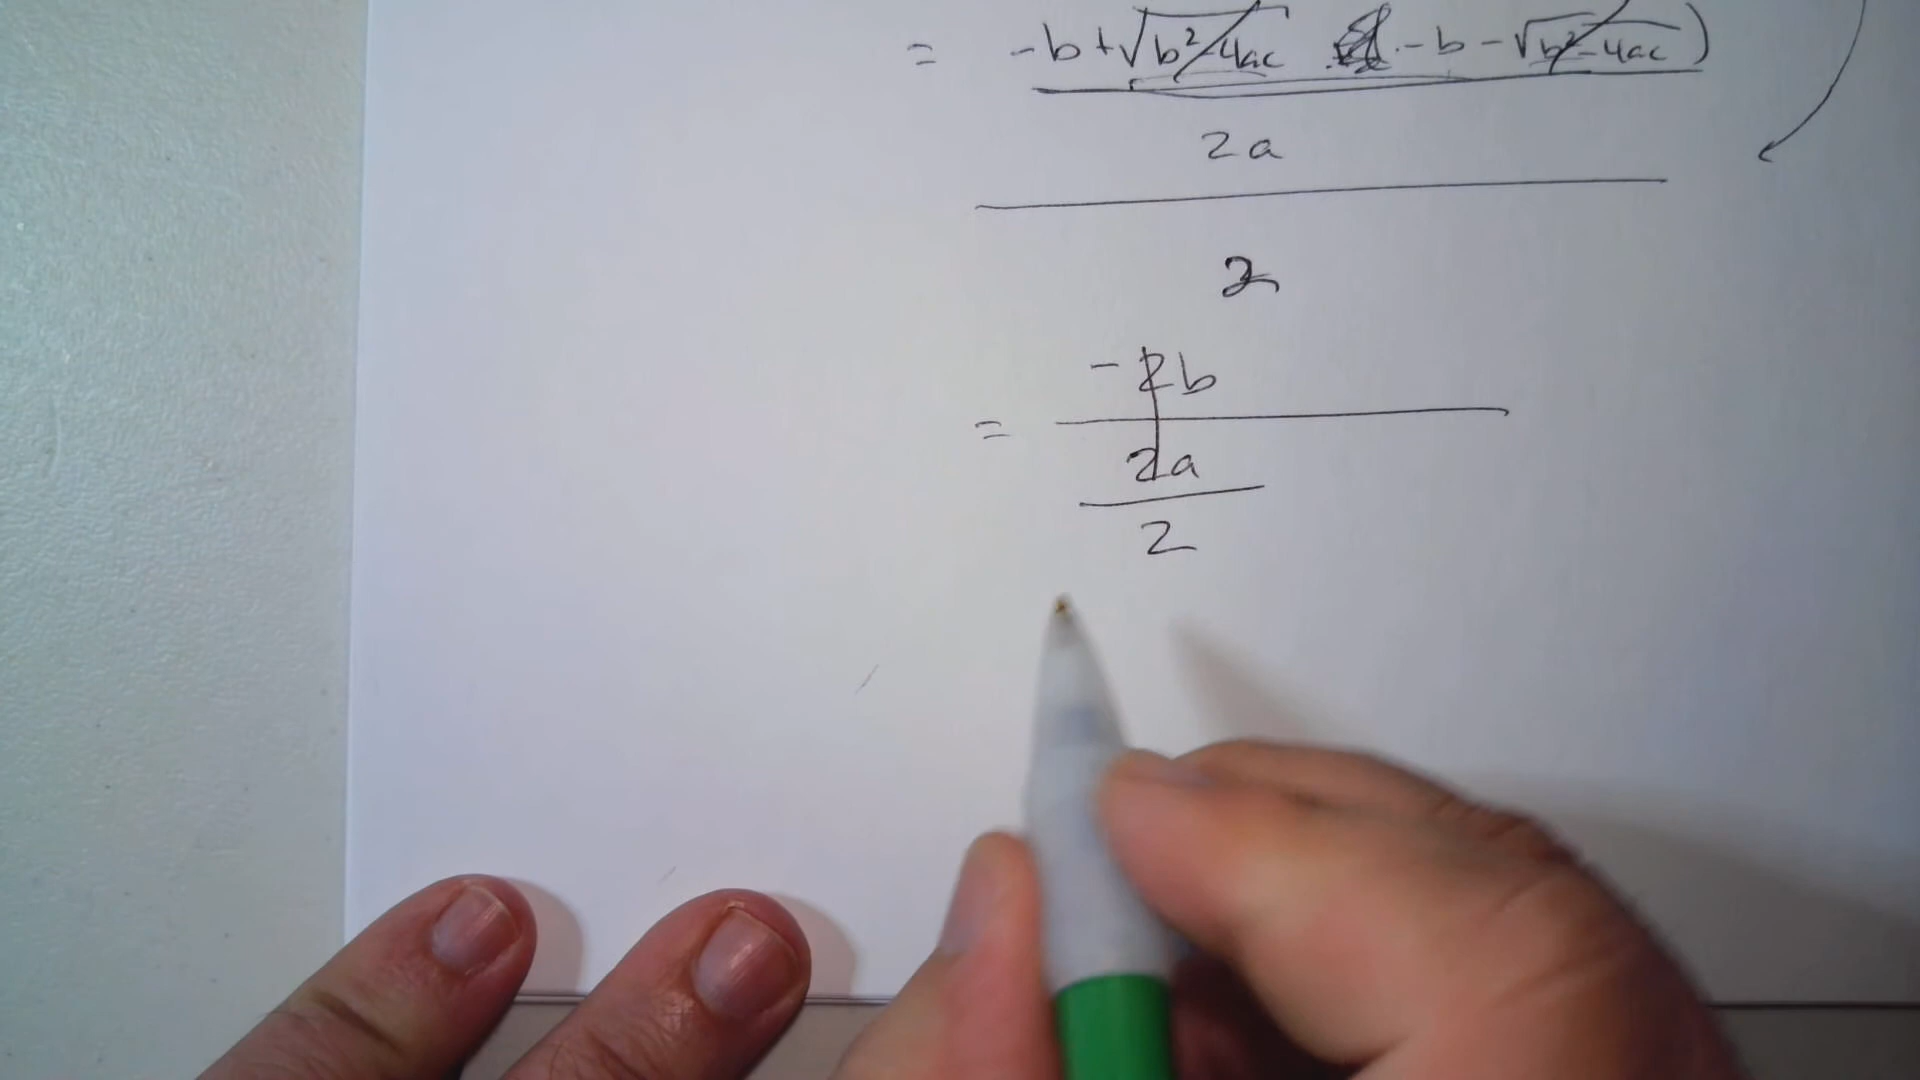 = -b+√b²-4ac -b-√b²-4ac)
2a
2
= -2b
2a
2